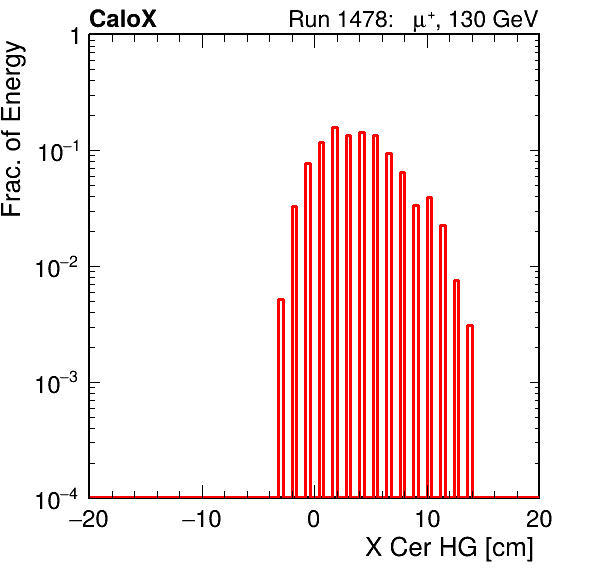 CaloX Run 1478: μ⁺, 130 GeV
Frac. of Energy
1
10⁻¹
10⁻²
10⁻³
10⁻⁴
−20 −10 0 10 20
X Cer HG [cm]